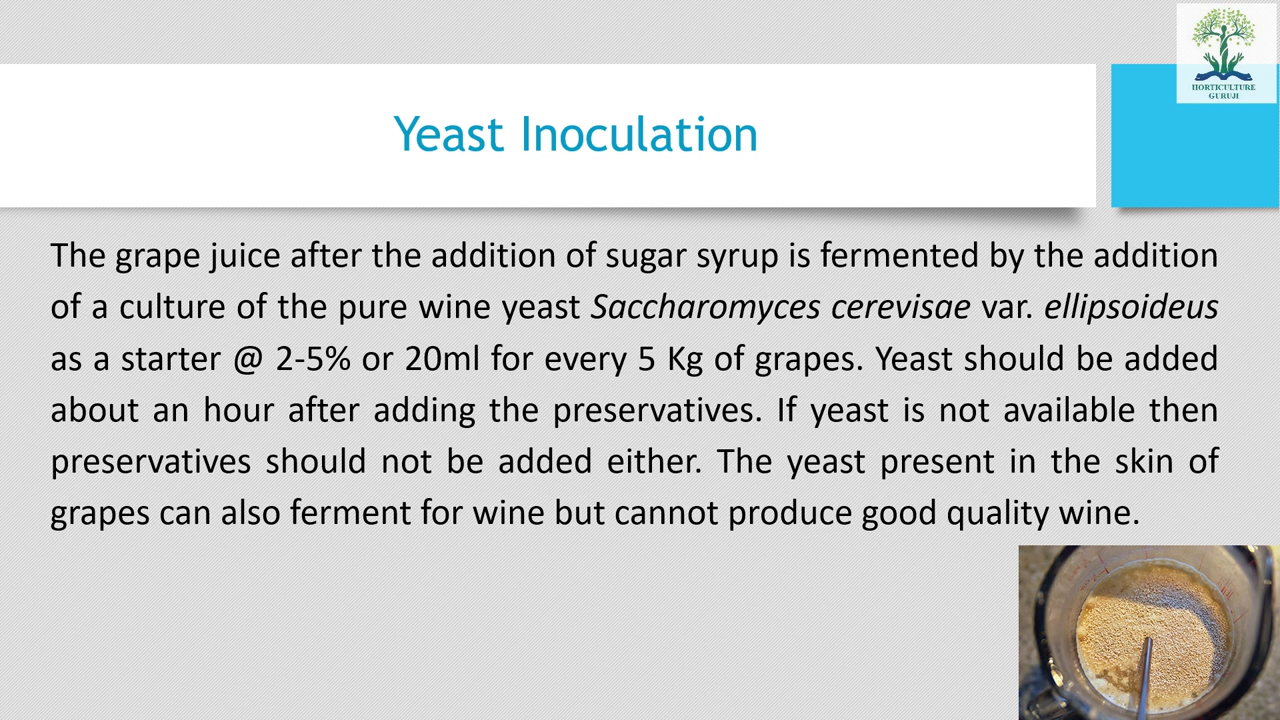 HORTICULTURE
GURUJI
Yeast Inoculation
The grape juice after the addition of sugar syrup is fermented by the addition
of a culture of the pure wine yeast Saccharomyces cerevisae var. ellipsoideus
as a starter @ 2-5% or 20ml for every 5 Kg of grapes. Yeast should be added
about an hour after adding the preservatives. If yeast is not available then
preservatives should not be added either. The yeast present in the skin of
grapes can also ferment for wine but cannot produce good quality wine.